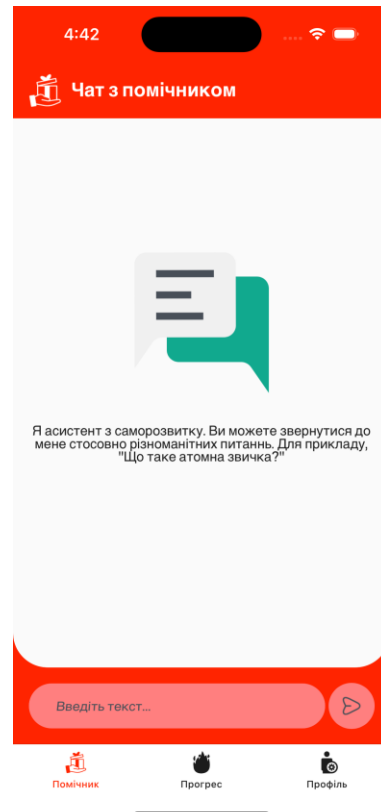 4:42
Чат з помічником
Я асистент з саморозвитку. Ви можете звернутися до
мене стосовно різноманітних питаннь. Для прикладу,
"Що таке атомна звичка?"
Введіть текст...
Помічник Прогрес Профіль